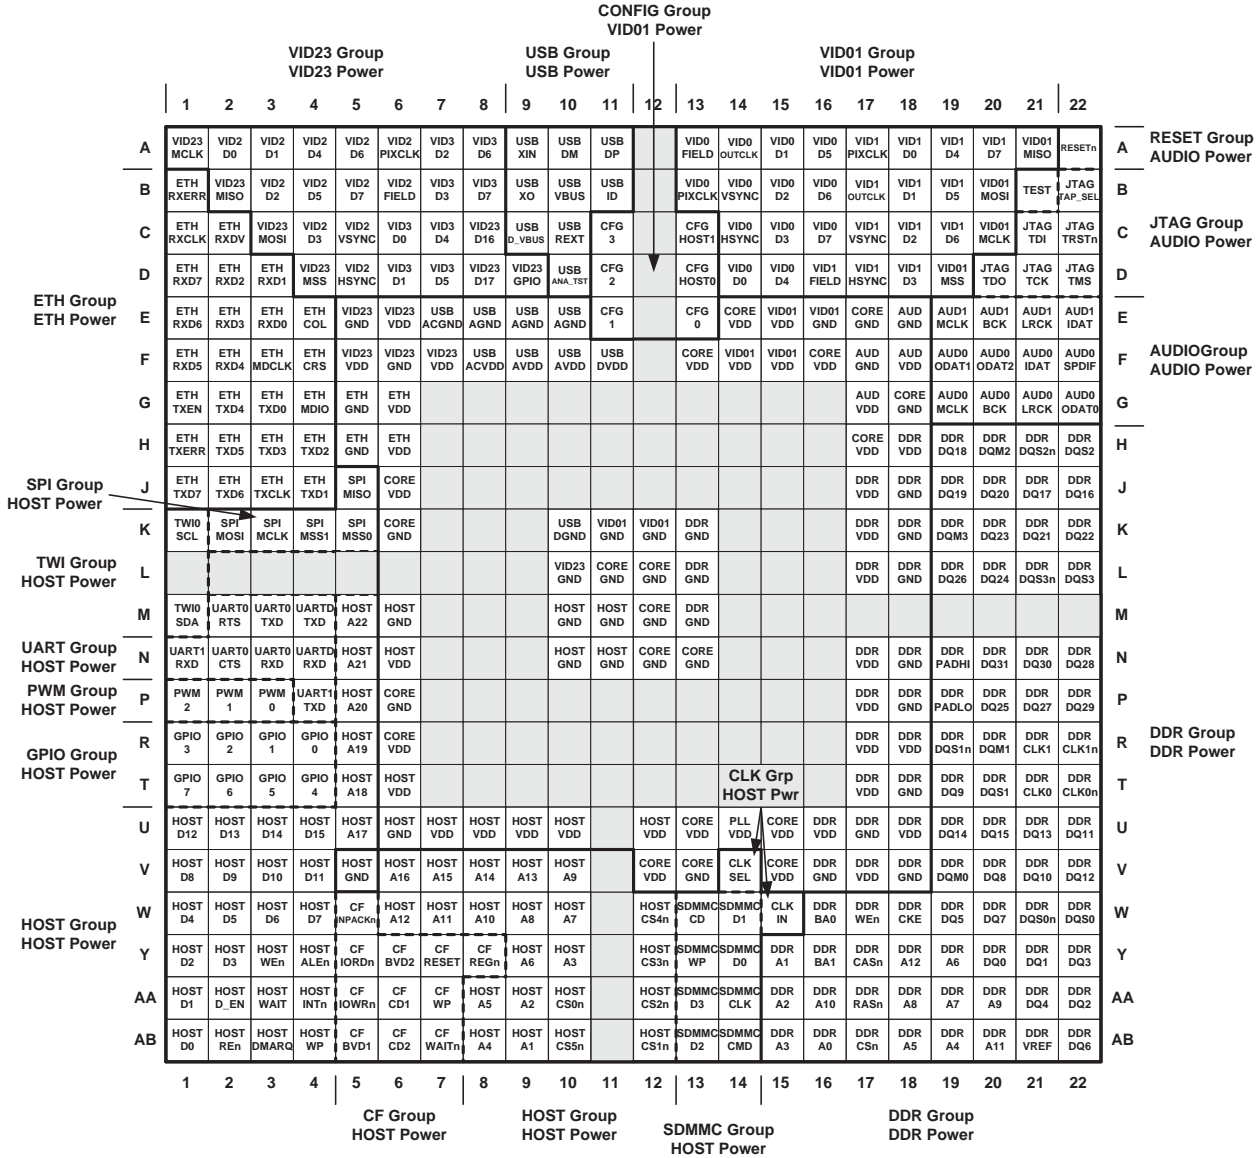 CONFIG Group
VID01 Power
VID23 Group USB Group VID01 Group
VID23 Power USB Power VID01 Power
1 2 3 4 5 6 7 8 9 10 11 12 13 14 15 16 17 18 19 20 21 22
A VID23 MCLK VID2 D0 VID2 D1 VID2 D4 VID2 D6 VID2 PIXCLK VID3 D2 VID3 D6 USB XIN USB DM USB DP VID0 FIELD VID0 OUTCLK VID0 D1 VID0 D5 VID1 PIXCLK VID1 D0 VID1 D4 VID1 D7 VID01 MISO RESETn A
RESET Group
AUDIO Power
B ETH RXERR VID23 MISO VID2 D2 VID2 D5 VID2 D7 VID2 FIELD VID3 D3 VID3 D7 USB XO USB VBUS USB ID VID0 PIXCLK VID0 VSYNC VID0 D2 VID0 D6 VID1 OUTCLK VID1 D1 VID1 D5 VID01 MOSI TEST JTAG TAP_SEL B
C ETH RXCLK ETH RXDV VID23 MOSI VID2 D3 VID2 VSYNC VID3 D0 VID3 D4 VID23 D16 USB D_VBUS USB REXT CFG 3 CFG HOST1 VID0 HSYNC VID0 D3 VID0 D7 VID1 VSYNC VID1 D2 VID1 D6 VID01 MCLK JTAG TDI JTAG TRSTn C
JTAG Group
AUDIO Power
D ETH RXD7 ETH RXD2 ETH RXD1 VID23 MSS VID2 HSYNC VID3 D1 VID3 D5 VID23 D17 VID23 GPIO USB ANA_TST CFG 2 CFG HOST0 VID0 D0 VID0 D4 VID1 FIELD VID1 HSYNC VID1 D3 VID01 MSS JTAG TDO JTAG TCK JTAG TMS D
ETH Group
ETH Power
E ETH RXD6 ETH RXD3 ETH RXD0 ETH COL VID23 GND VID23 VDD USB ACGND USB AGND USB AGND USB AGND CFG 1 CFG 0 CORE VDD VID01 VDD VID01 GND CORE GND AUD GND AUD1 MCLK AUD1 BCK AUD1 LRCK AUD1 IDAT E
F ETH RXD5 ETH RXD4 ETH MDCLK ETH CRS VID23 VDD VID23 GND VID23 VDD USB ACVDD USB AVDD USB AVDD USB DVDD CORE VDD VID01 VDD VID01 VDD CORE VDD AUD GND AUD VDD AUD0 ODAT1 AUD0 ODAT2 AUD0 IDAT AUD0 SPDIF F
AUDIOGroup
AUDIO Power
G ETH TXEN ETH TXD4 ETH TXD0 ETH MDIO ETH GND ETH VDD AUD VDD CORE GND AUD0 MCLK AUD0 BCK AUD0 LRCK AUD0 ODAT0 G
H ETH TXERR ETH TXD5 ETH TXD3 ETH TXD2 ETH GND ETH VDD CORE VDD DDR VDD DDR DQ18 DDR DQM2 DDR DQS2n DDR DQS2 H
SPI Group
HOST Power
J ETH TXD7 ETH TXD6 ETH TXCLK ETH TXD1 SPI MISO CORE VDD DDR VDD DDR GND DDR DQ19 DDR DQ20 DDR DQ17 DDR DQ16 J
K TWI0 SCL SPI MOSI SPI MCLK SPI MSS1 SPI MSS0 CORE GND USB DGND VID01 GND VID01 GND DDR GND DDR VDD DDR GND DDR DQM3 DDR DQ23 DDR DQ21 DDR DQ22 K
TWI Group
HOST Power
L VID23 GND CORE GND CORE GND DDR GND DDR VDD DDR GND DDR DQ26 DDR DQ24 DDR DQS3n DDR DQS3 L
M TWI0 SDA UART0 RTS UART0 TXD UARTD TXD HOST A22 HOST GND HOST GND HOST GND CORE GND DDR GND M
UART Group
HOST Power
N UART1 RXD UART0 CTS UART0 RXD UARTD RXD HOST A21 HOST VDD HOST GND HOST GND CORE GND CORE GND DDR VDD DDR GND DDR PADHI DDR DQ31 DDR DQ30 DDR DQ28 N
PWM Group
HOST Power
P PWM 2 PWM 1 PWM 0 UART1 TXD HOST A20 CORE GND DDR VDD DDR GND DDR PADLO DDR DQ25 DDR DQ27 DDR DQ29 P
GPIO Group
HOST Power
R GPIO 3 GPIO 2 GPIO 1 GPIO 0 HOST A19 CORE VDD DDR VDD DDR VDD DDR DQS1n DDR DQM1 DDR CLK1 DDR CLK1n R
DDR Group
DDR Power
T GPIO 7 GPIO 6 GPIO 5 GPIO 4 HOST A18 HOST VDD CLK Grp HOST Pwr DDR VDD DDR GND DDR DQ9 DDR DQS1 DDR CLK0 DDR CLK0n T
U HOST D12 HOST D13 HOST D14 HOST D15 HOST A17 HOST GND HOST VDD HOST VDD HOST VDD HOST VDD HOST VDD CORE VDD PLL VDD CORE VDD DDR VDD DDR GND DDR VDD DDR DQ14 DDR DQ15 DDR DQ13 DDR DQ11 U
V HOST D8 HOST D9 HOST D10 HOST D11 HOST GND HOST A16 HOST A15 HOST A14 HOST A13 HOST A9 CORE VDD CORE GND CLK SEL CORE VDD DDR GND DDR VDD DDR GND DDR DQM0 DDR DQ8 DDR DQ10 DDR DQ12 V
HOST Group
HOST Power
W HOST D4 HOST D5 HOST D6 HOST D7 CF INPACKn HOST A12 HOST A11 HOST A10 HOST A8 HOST A7 HOST CS4n SDMMC CD SDMMC D1 CLK IN DDR BA0 DDR WEn DDR CKE DDR DQ5 DDR DQ7 DDR DQS0n DDR DQS0 W
Y HOST D2 HOST D3 HOST WEn HOST ALEn CF IORDn CF BVD2 CF RESET CF REGn HOST A6 HOST A3 HOST CS3n SDMMC WP SDMMC D0 DDR A1 DDR BA1 DDR CASn DDR A12 DDR A6 DDR DQ0 DDR DQ1 DDR DQ3 Y
AA HOST D1 HOST D_EN HOST WAIT HOST INTn CF IOWRn CF CD1 CF WP HOST A5 HOST A2 HOST CS0n HOST CS2n SDMMC D3 SDMMC CLK DDR A2 DDR A10 DDR RASn DDR A8 DDR A7 DDR A9 DDR DQ4 DDR DQ2 AA
AB HOST D0 HOST REn HOST DMARQ HOST WP CF BVD1 CF CD2 CF WAITn HOST A4 HOST A1 HOST CS5n HOST CS1n SDMMC D2 SDMMC CMD DDR A3 DDR A0 DDR CSn DDR A5 DDR A4 DDR A11 DDR VREF DDR DQ6 AB
1 2 3 4 5 6 7 8 9 10 11 12 13 14 15 16 17 18 19 20 21 22
CF Group HOST Group SDMMC Group DDR Group
HOST Power HOST Power HOST Power DDR Power